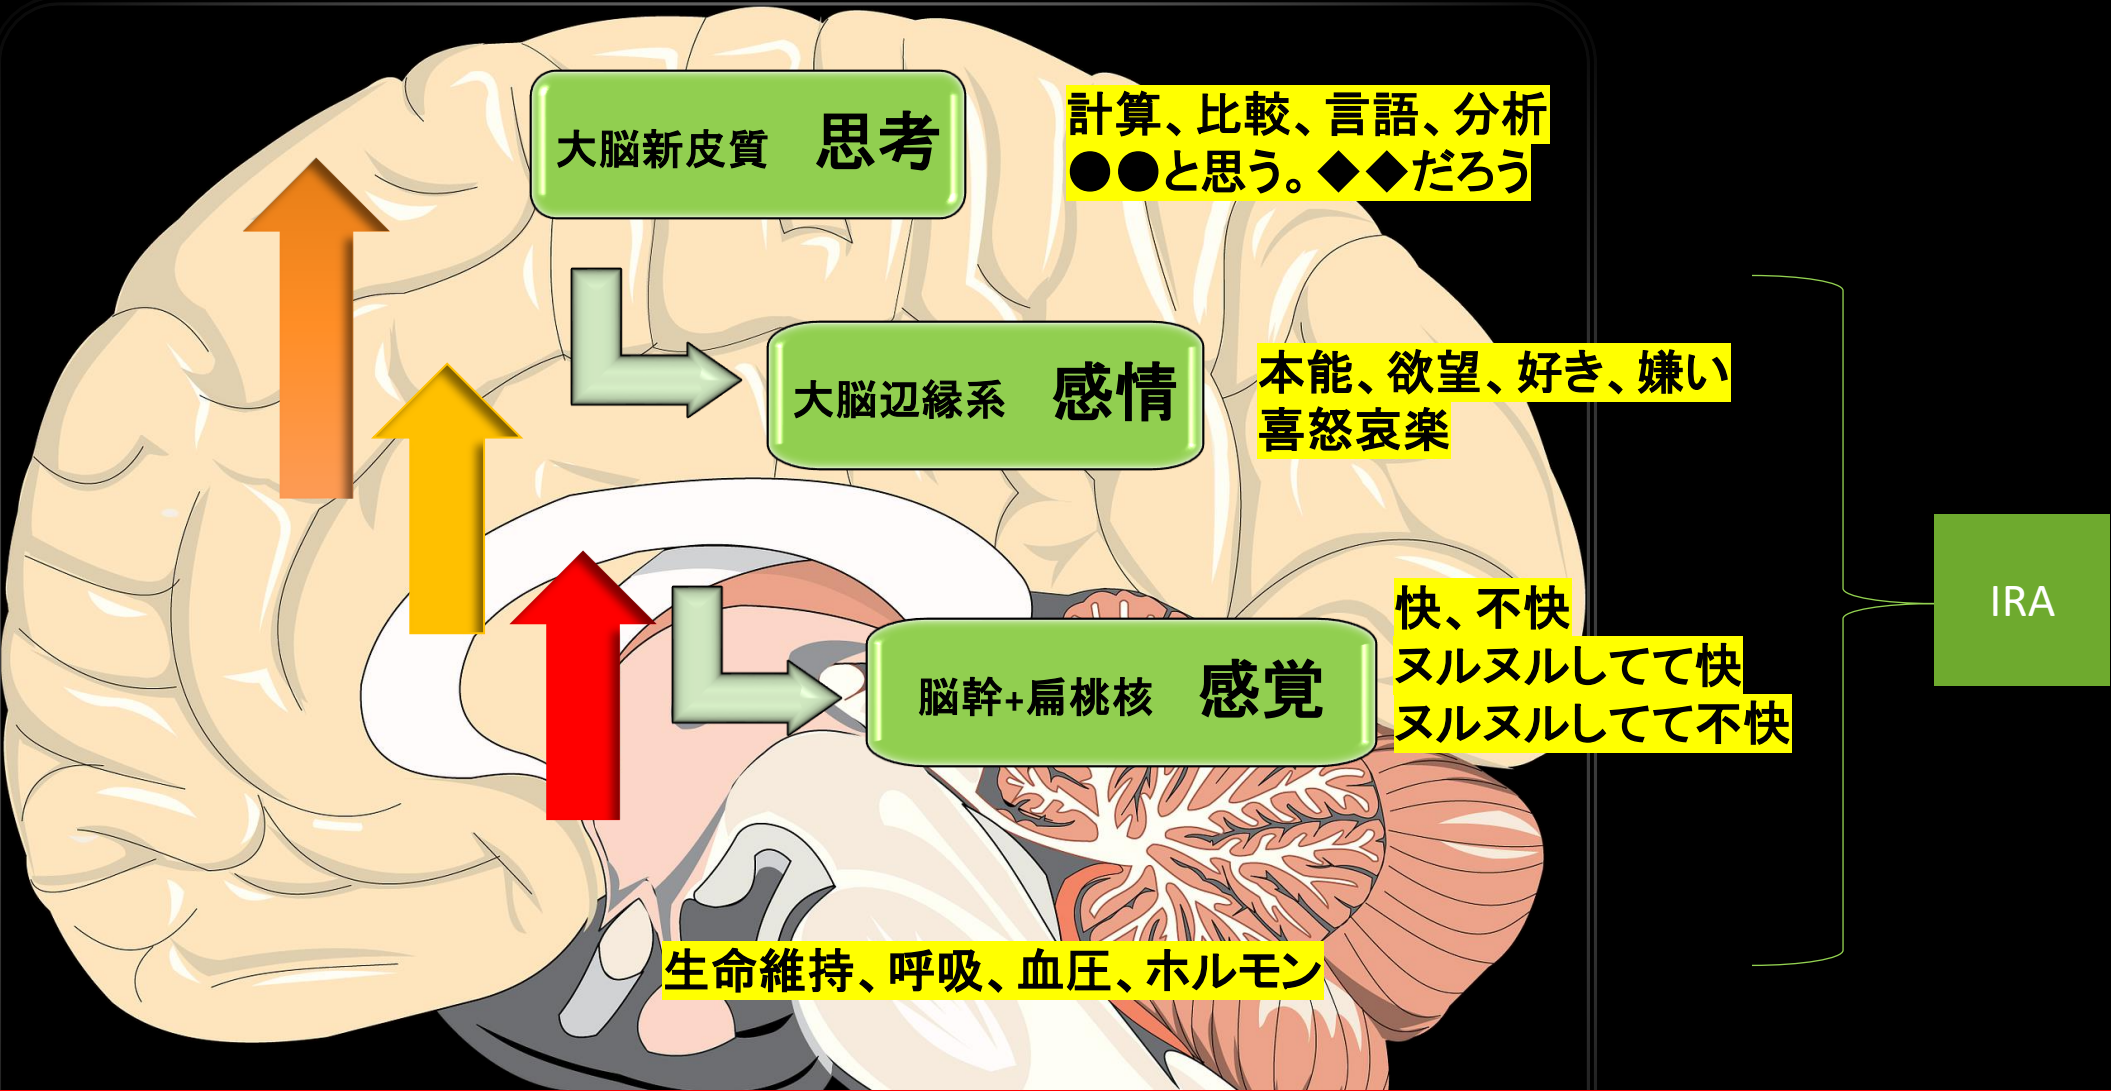 大脳新皮質　思考
計算、比較、言語、分析
●●と思う。◆◆だろう
大脳辺縁系　感情
本能、欲望、好き、嫌い
喜怒哀楽
脳幹+扁桃核　感覚
快、不快
ヌルヌルしてて快
ヌルヌルしてて不快
IRA
生命維持、呼吸、血圧、ホルモン